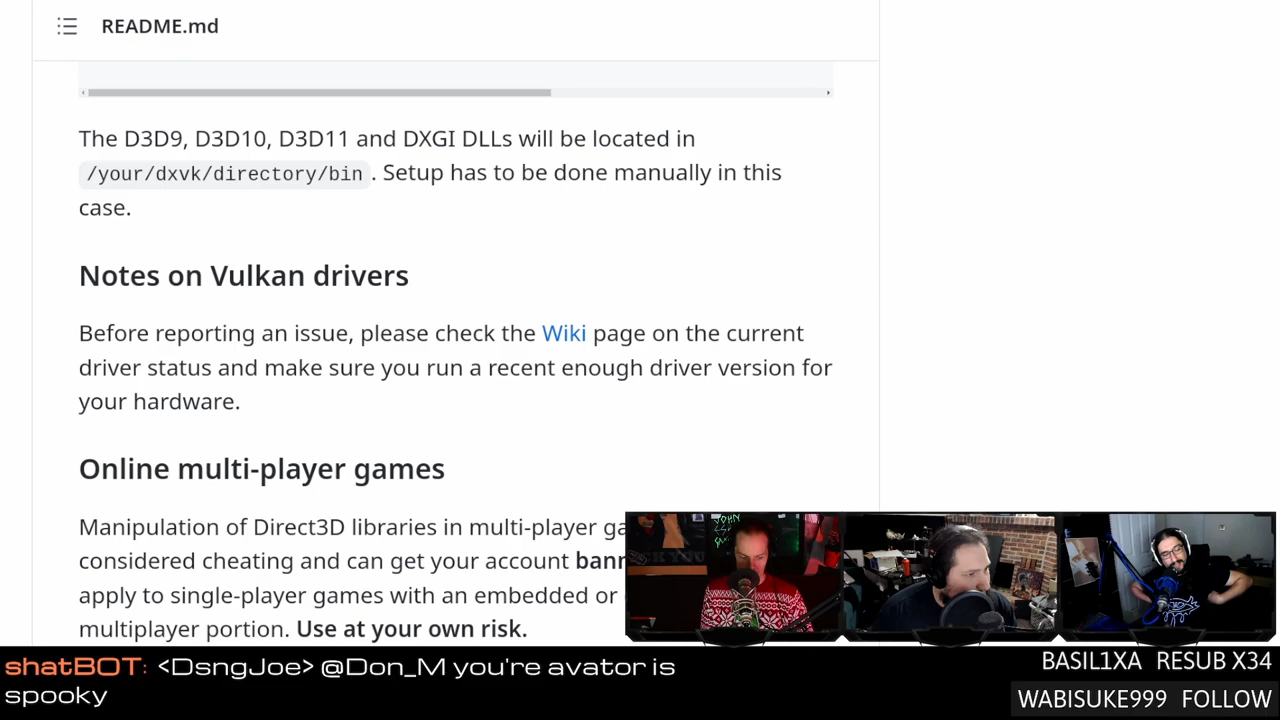 README.md
The D3D9, D3D10, D3D11 and DXGI DLLs will be located in
/your/dxvk/directory/bin. Setup has to be done manually in this
case.
Notes on Vulkan drivers
Before reporting an issue, please check the Wiki page on the current
driver status and make sure you run a recent enough driver version for
your hardware.
Online multi-player games
Manipulation of Direct3D libraries in multi-player ga
considered cheating and can get your account bann
apply to single-player games with an embedded or
multiplayer portion. Use at your own risk.
JOHN
shatBOT: <DsngJoe> @Don_M you're avator is
spooky
BASIL1XA RESUB X34
WABISUKE999 FOLLOW